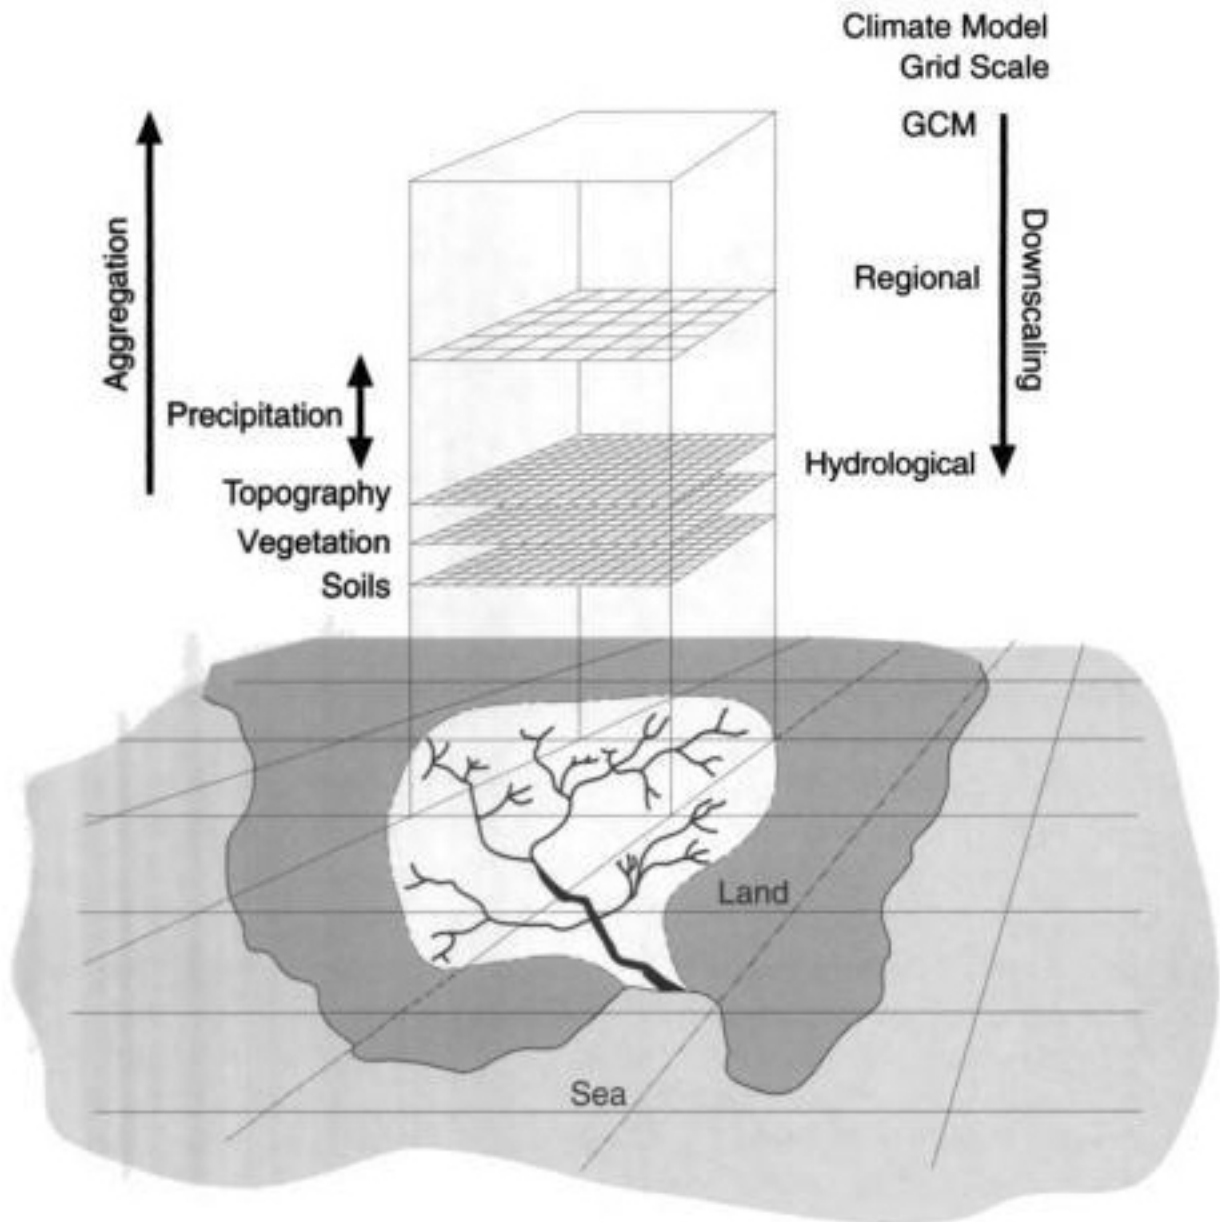 Climate Model
Grid Scale
GCM
Aggregation
Downscaling
Regional
Precipitation
Hydrological
Topography
Vegetation
Soils
Land
Sea